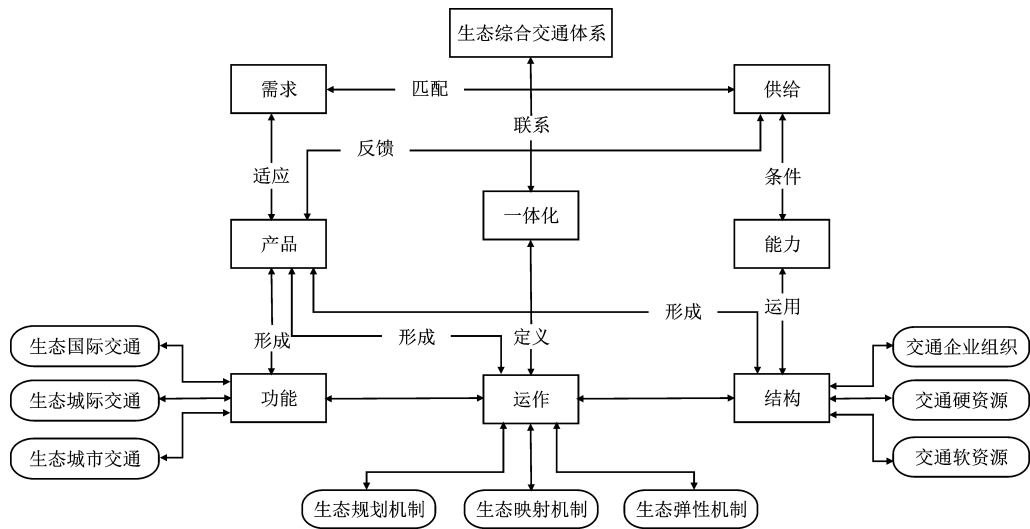 生态综合交通体系
需求
匹配
供给
联系
反馈
适应
条件
产品
一体化
能力
形成
形成
定义
形成
运用
生态国际交通
生态城际交通
生态城市交通
功能
运作
结构
交通企业组织
交通硬资源
交通软资源
生态规划机制
生态映射机制
生态弹性机制